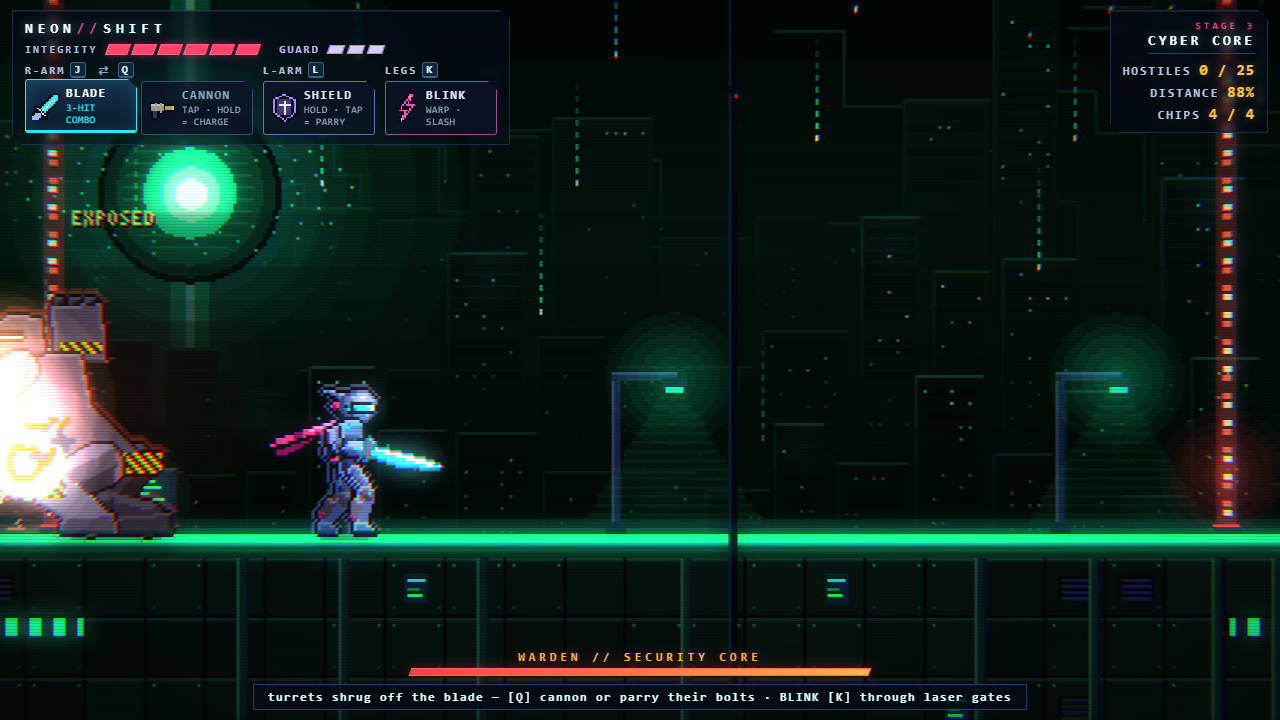 NEON//SHIFT
INTEGRITY
GUARD
R-ARM J ⇄ Q
L-ARM L
LEGS K
BLADE
3-HIT
COMBO
CANNON
TAP · HOLD
= CHARGE
SHIELD
HOLD · TAP
= PARRY
BLINK
WARP ·
SLASH
STAGE 3
CYBER CORE
HOSTILES 0 / 25
DISTANCE 88%
CHIPS 4 / 4
EXPOSED
WARDEN // SECURITY CORE
turrets shrug off the blade — [Q] cannon or parry their bolts · BLINK [K] through laser gates